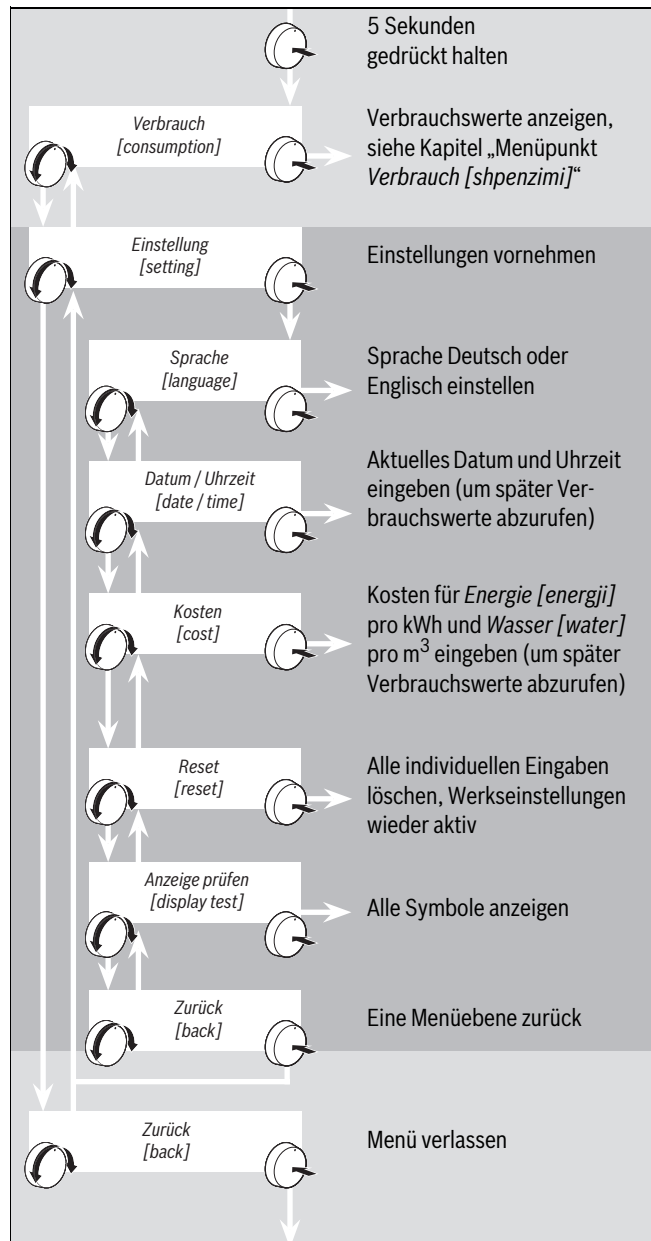 5 Sekunden
gedrückt halten
Verbrauch
[consumption]
Verbrauchswerte anzeigen,
siehe Kapitel „Menüpunkt
Verbrauch [shpenzimi]“
Einstellung
[setting]
Einstellungen vornehmen
Sprache
[language]
Sprache Deutsch oder
Englisch einstellen
Datum / Uhrzeit
[date / time]
Aktuelles Datum und Uhrzeit
eingeben (um später Ver-
brauchswerte abzurufen)
Kosten
[cost]
Kosten für Energie [energji]
pro kWh und Wasser [water]
pro m³ eingeben (um später
Verbrauchswerte abzurufen)
Reset
[reset]
Alle individuellen Eingaben
löschen, Werkseinstellungen
wieder aktiv
Anzeige prüfen
[display test]
Alle Symbole anzeigen
Zurück
[back]
Eine Menüebene zurück
Zurück
[back]
Menü verlassen